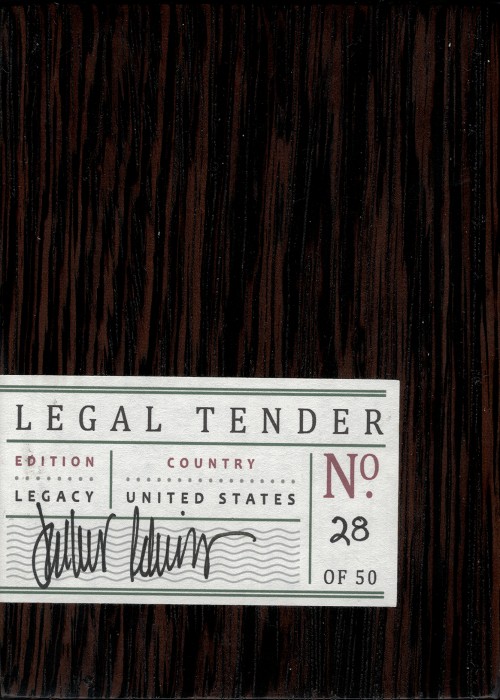 LEGAL TENDER
EDITION
LEGACY
COUNTRY
UNITED STATES
No.
28
OF 50